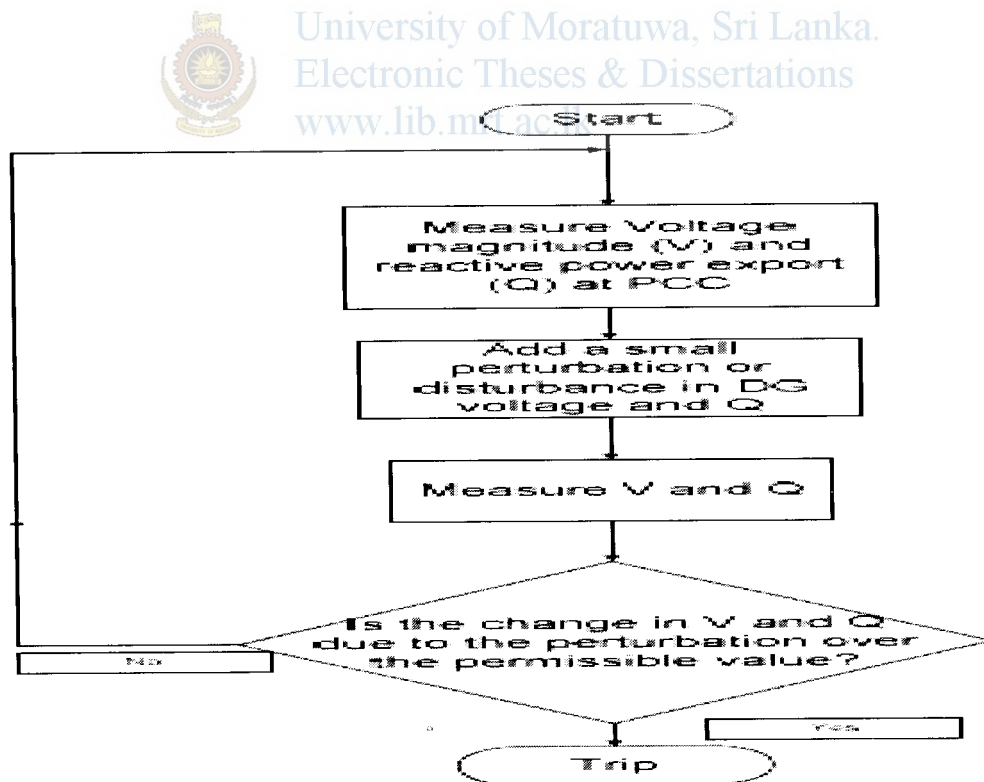 University of Moratuwa, Sri Lanka.
Electronic Theses & Dissertations
www.lib.mrt.ac.lk
Start
Measure Voltage
magnitude (V) and
reactive power export
(Q) at PCC
Add a small
perturbation or
disturbance in DG
voltage and Q
Measure V and Q
Is the change in V and Q
due to the perturbation over
the permissible value?
No
Yes
Trip